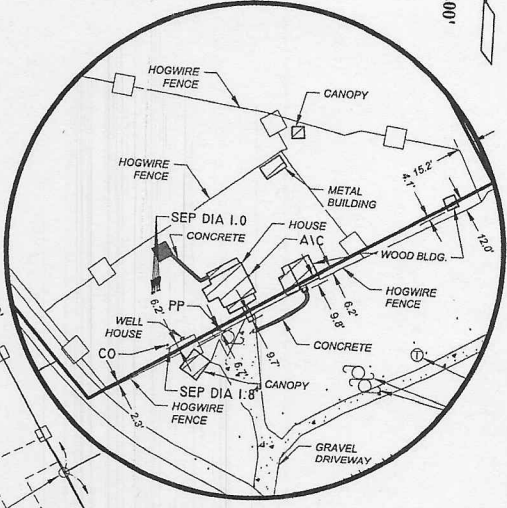 00'
HOGWIRE
FENCE
CANOPY
15.2'
4.1'
HOGWIRE
FENCE
METAL
BUILDING
12.0'
SEP DIA 1.0
CONCRETE
HOUSE
A\C
WOOD BLDG.
6.2'
PP
WELL
HOUSE
CO
6.2'
9.8'
HOGWIRE
FENCE
CONCRETE
9.7'
6.7'
T
SEP DIA 1.8'
CANOPY
2.3'
HOGWIRE
FENCE
GRAVEL
DRIVEWAY